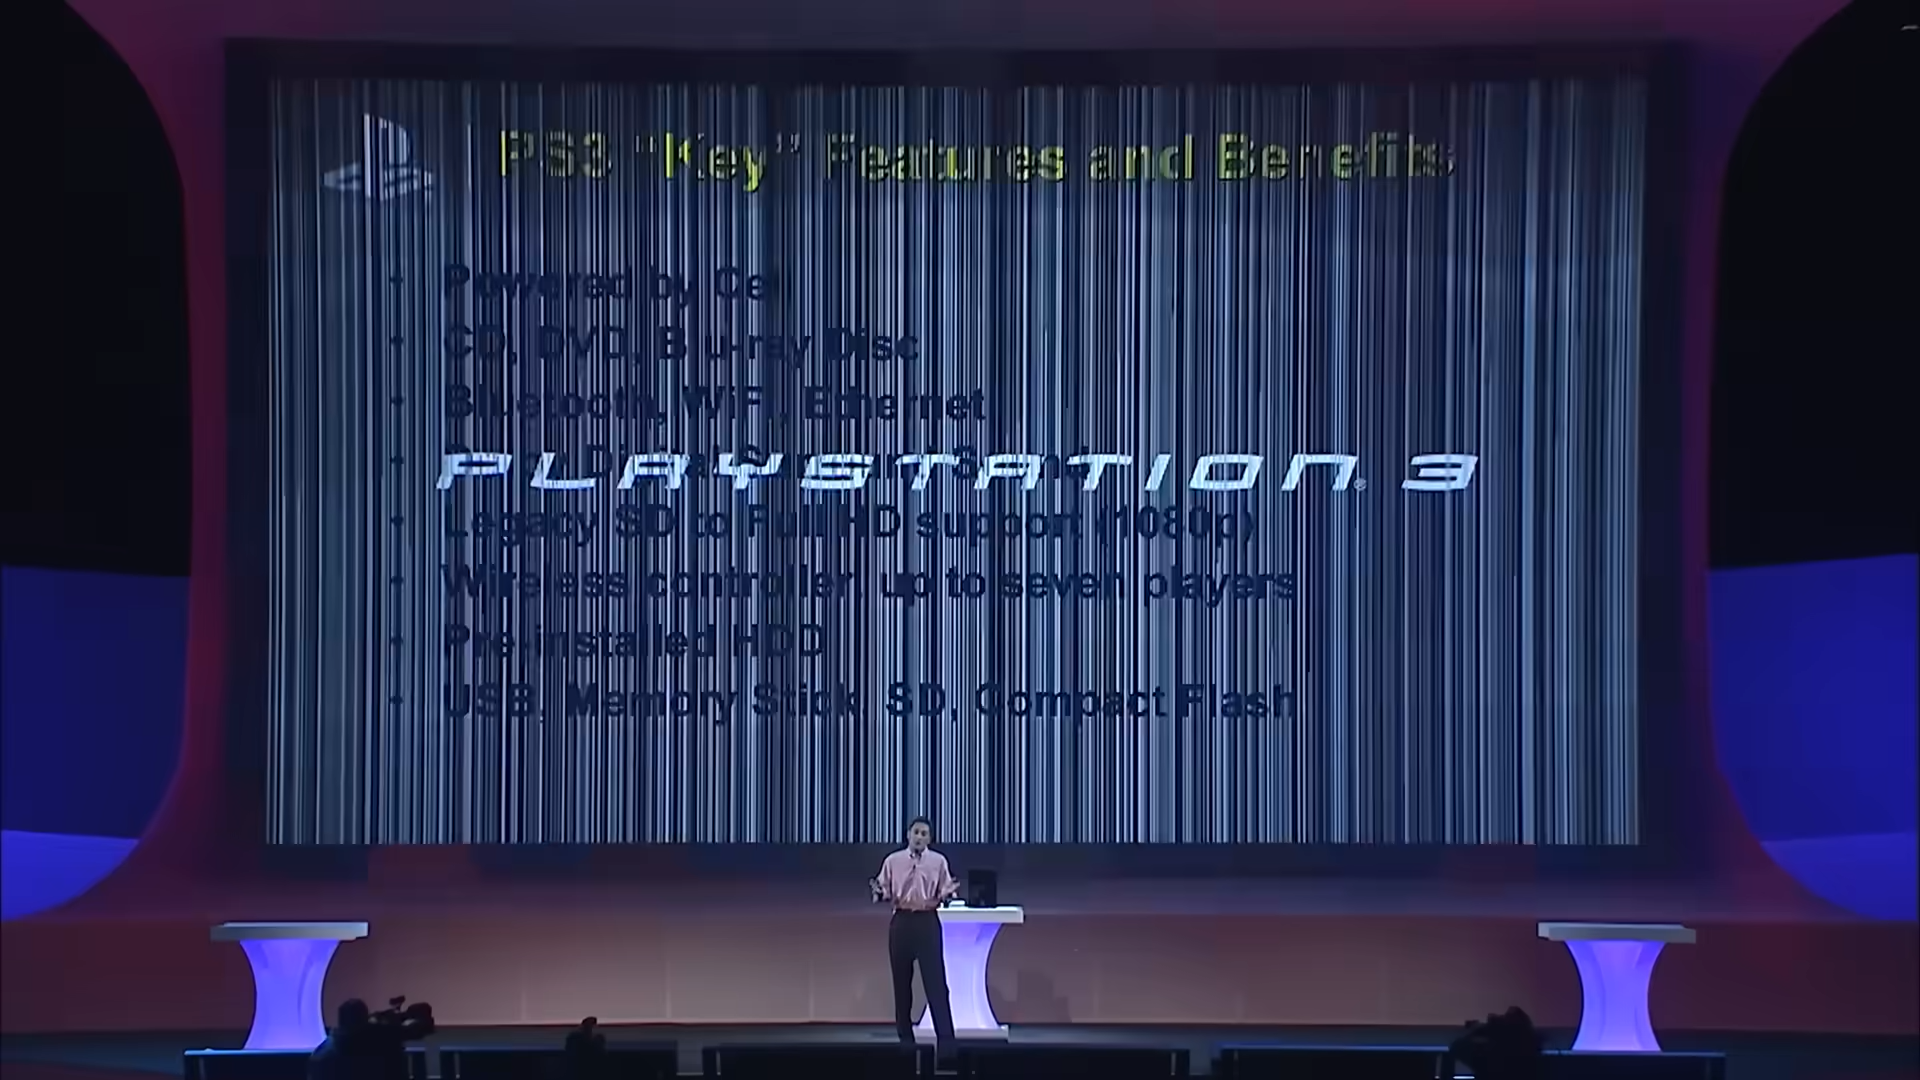 PS3 "Key" Features and Benefits
• Powered by Cell
• CD, DVD, Blu-ray Disc
• Bluetooth, WiFi, Ethernet
PLAYSTATION® 3
• Legacy SD to Full HD support (1080p)
• Wireless controller, up to seven players
• Pre-installed HDD
• USB, Memory Stick, SD, Compact Flash